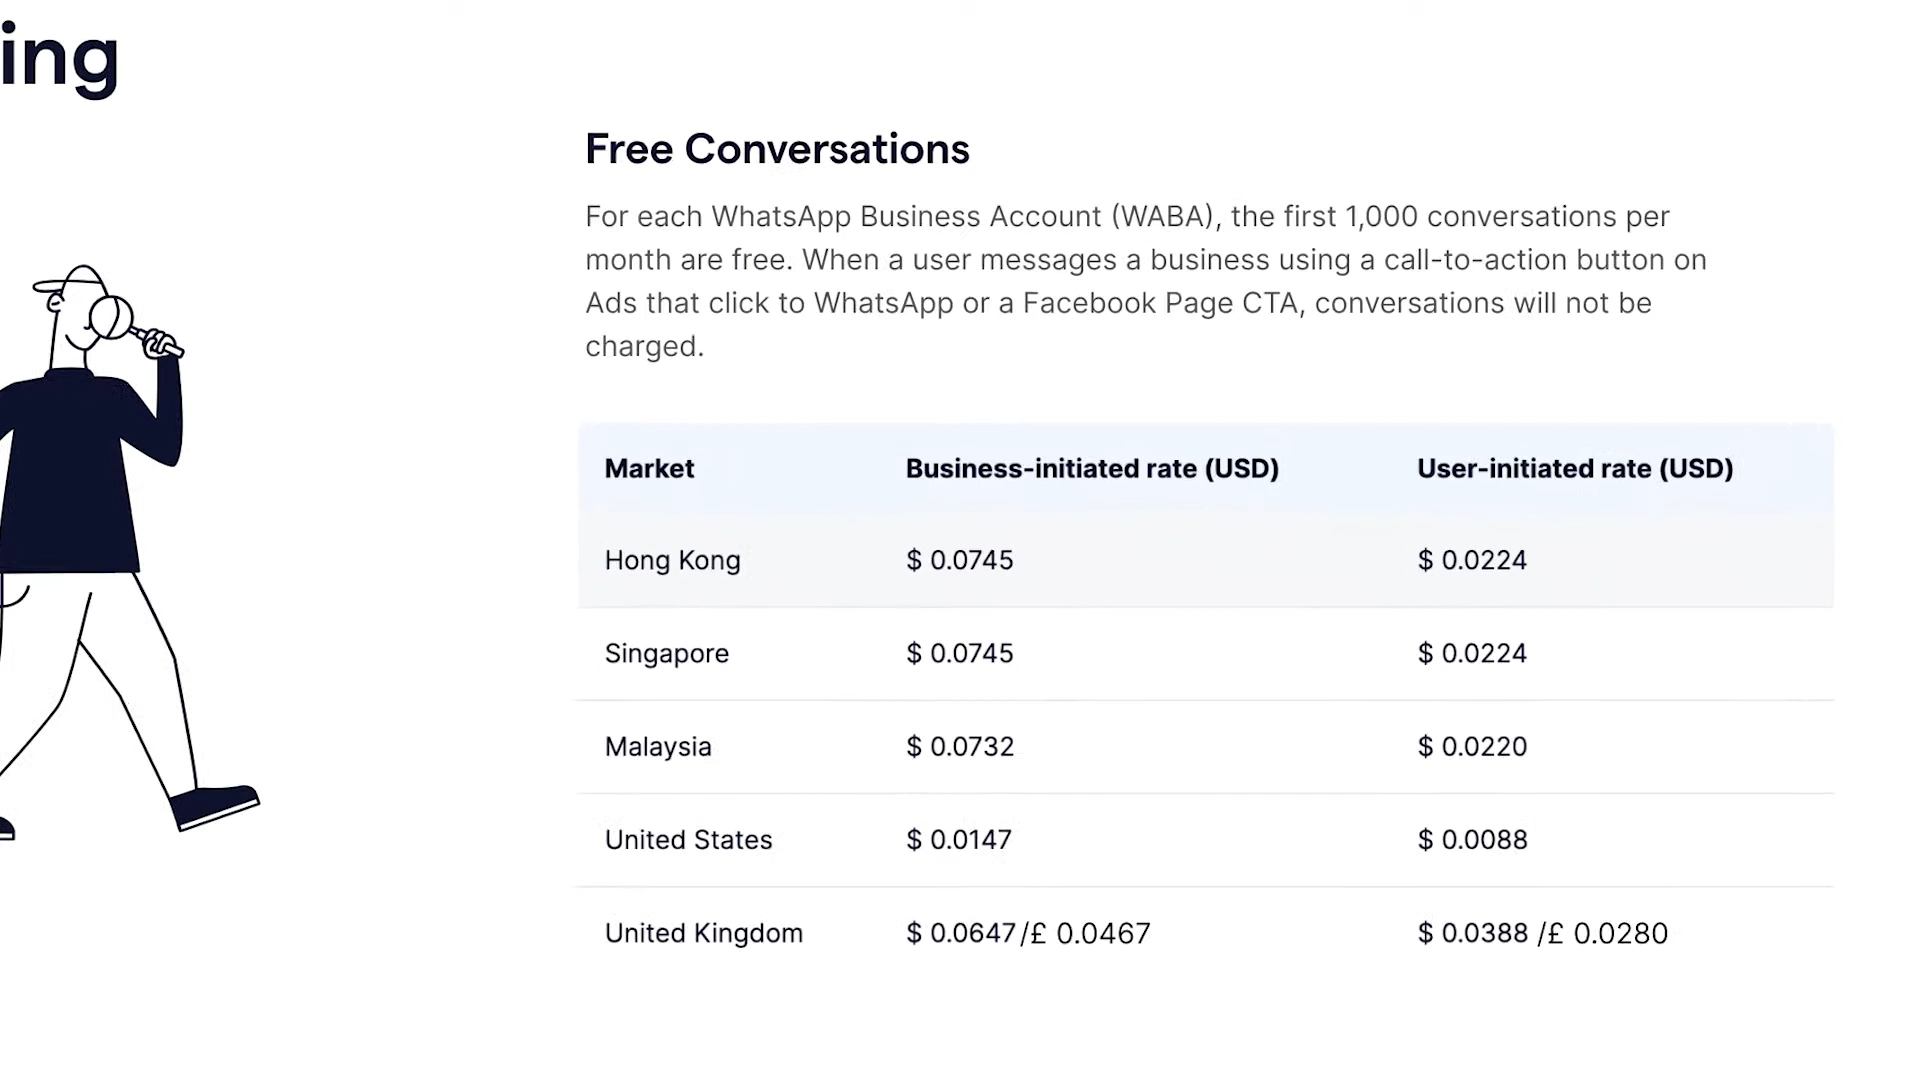 ing
Free Conversations
For each WhatsApp Business Account (WABA), the first 1,000 conversations per
month are free. When a user messages a business using a call-to-action button on
Ads that click to WhatsApp or a Facebook Page CTA, conversations will not be
charged.
Market Business-initiated rate (USD) User-initiated rate (USD)
Hong Kong $ 0.0745 $ 0.0224
Singapore $ 0.0745 $ 0.0224
Malaysia $ 0.0732 $ 0.0220
United States $ 0.0147 $ 0.0088
United Kingdom $ 0.0647/£ 0.0467 $ 0.0388 /£ 0.0280